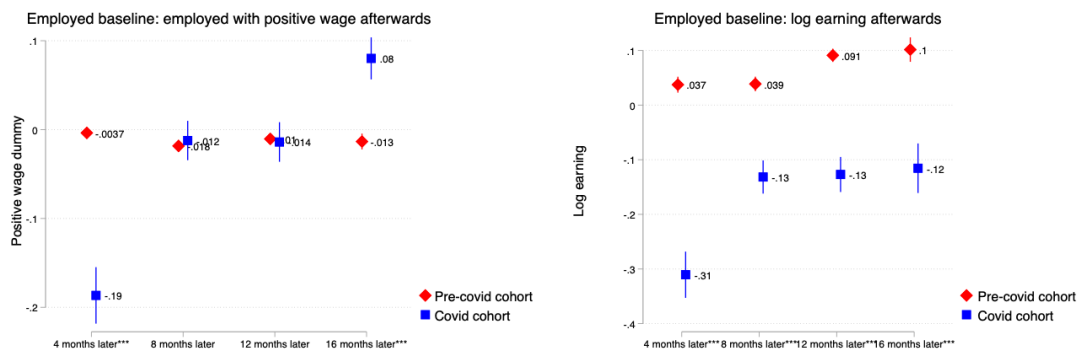 Employed baseline: employed with positive wage afterwards
Positive wage dummy
.1
0
-.1
-.2
-.0037
-.018
-.013
-.19
-.012
-.014
.08
4 months later***
8 months later
12 months later
16 months later***
Pre-covid cohort
Covid cohort
Employed baseline: log earning afterwards
Log earning
.1
0
-.1
-.2
-.3
-.4
.037
.039
.091
.1
-.31
-.13
-.13
-.12
4 months later***
8 months later***
12 months later***
16 months later***
Pre-covid cohort
Covid cohort